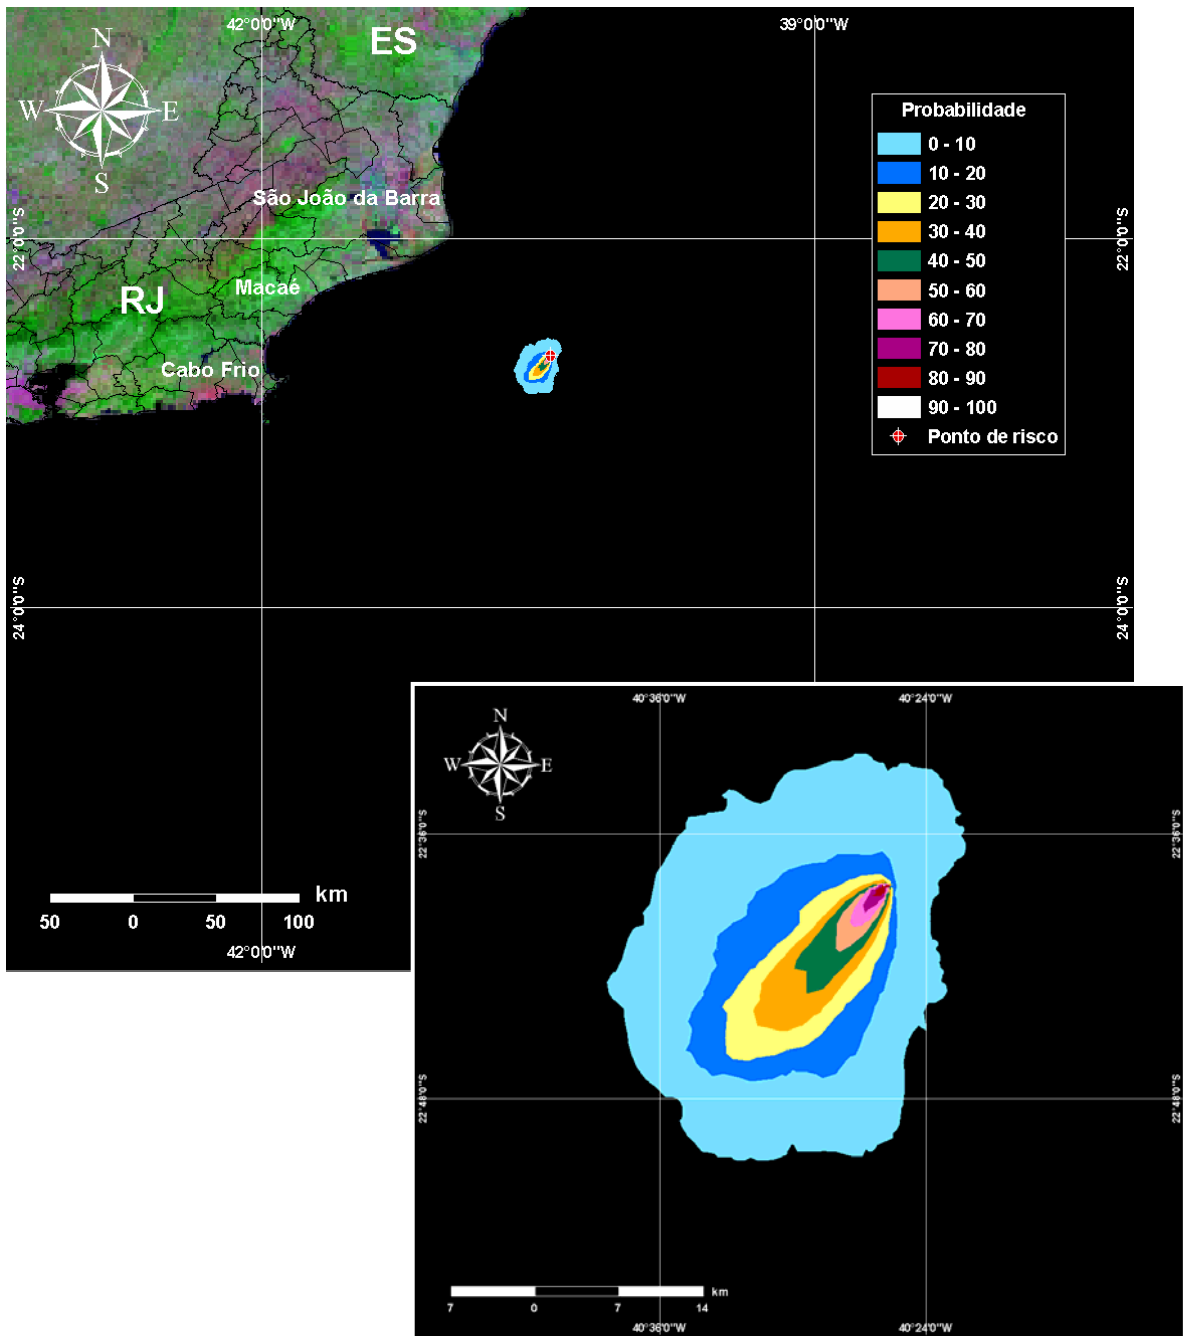 42°0'0"W
39°0'0"W
ES
N
W
E
S
Probabilidade
0 - 10
10 - 20
20 - 30
30 - 40
40 - 50
50 - 60
60 - 70
70 - 80
80 - 90
90 - 100
Ponto de risco
São João da Barra
22°0'0"S
22°0'0"S
Macaé
RJ
Cabo Frio
24°0'0"S
24°0'0"S
km
50 0 50 100
42°0'0"W
40°36'0"W
40°24'0"W
N
W
E
S
22°36'0"S
22°36'0"S
22°48'0"S
22°48'0"S
km
7 0 7 14
40°36'0"W
40°24'0"W